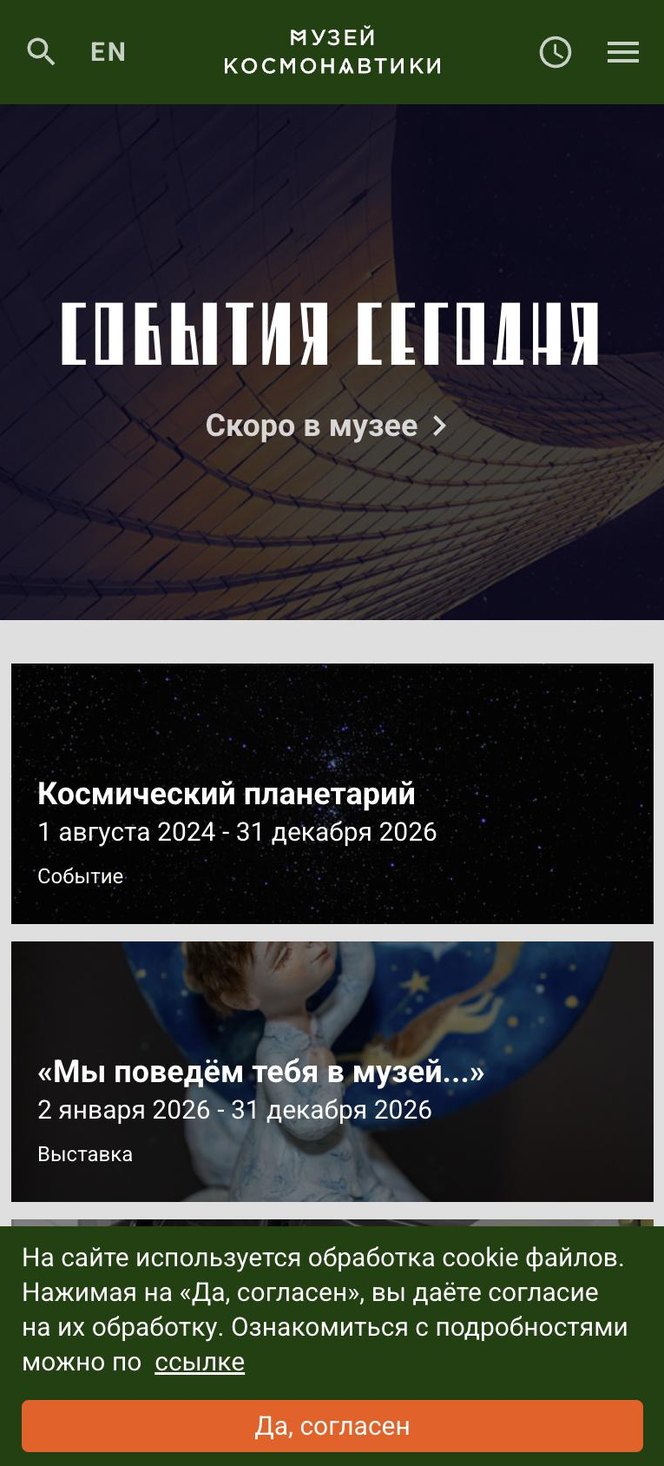 EN
МУЗЕЙ
КОСМОНАВТИКИ
СОБЫТИЯ СЕГОДНЯ
Скоро в музее
Космический планетарий
1 августа 2024 - 31 декабря 2026
Событие
«Мы поведём тебя в музей...»
2 января 2026 - 31 декабря 2026
Выставка
На сайте используется обработка cookie файлов.
Нажимая на «Да, согласен», вы даёте согласие
на их обработку. Ознакомиться с подробностями
можно по ссылке
Да, согласен